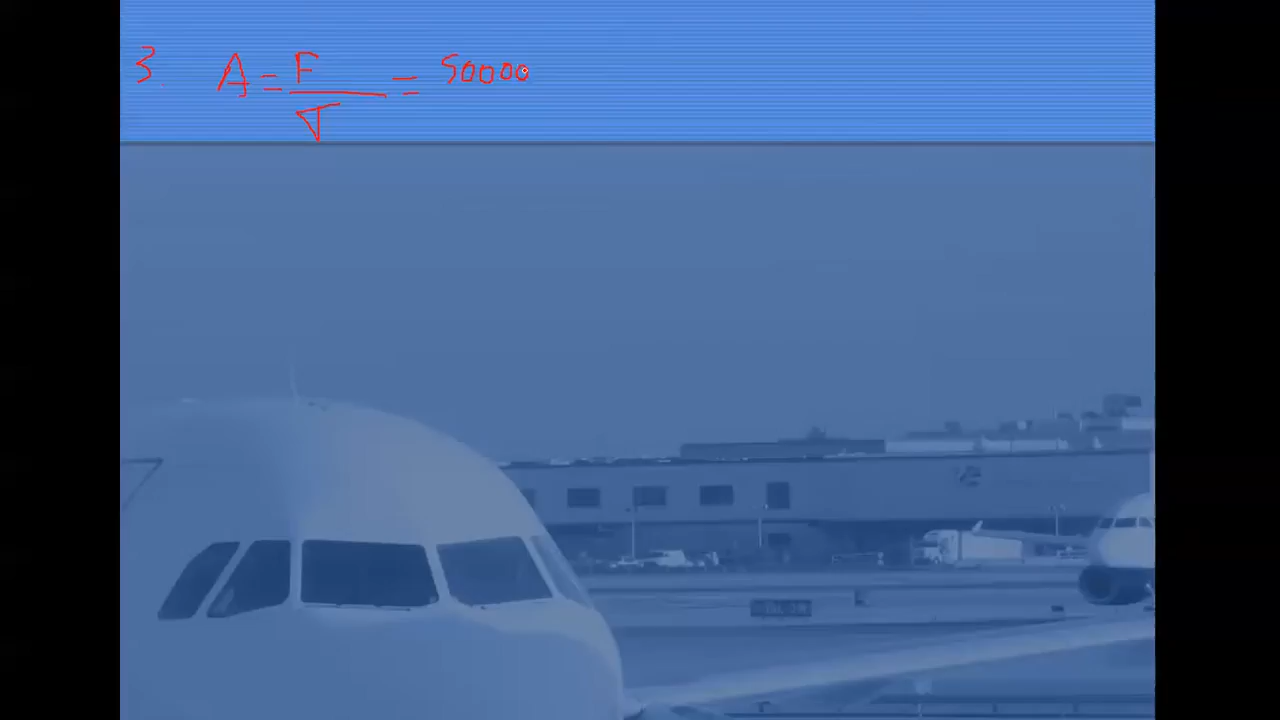 3. A = F / σ = 50000